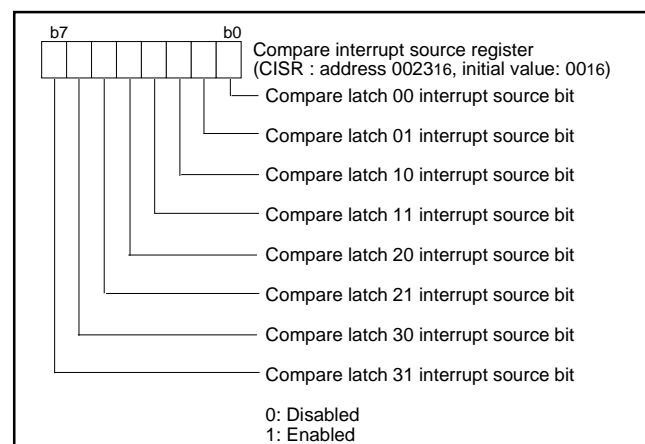 b7 b0
Compare interrupt source register
(CISR : address 002316, initial value: 0016)
Compare latch 00 interrupt source bit
Compare latch 01 interrupt source bit
Compare latch 10 interrupt source bit
Compare latch 11 interrupt source bit
Compare latch 20 interrupt source bit
Compare latch 21 interrupt source bit
Compare latch 30 interrupt source bit
Compare latch 31 interrupt source bit
0: Disabled
1: Enabled